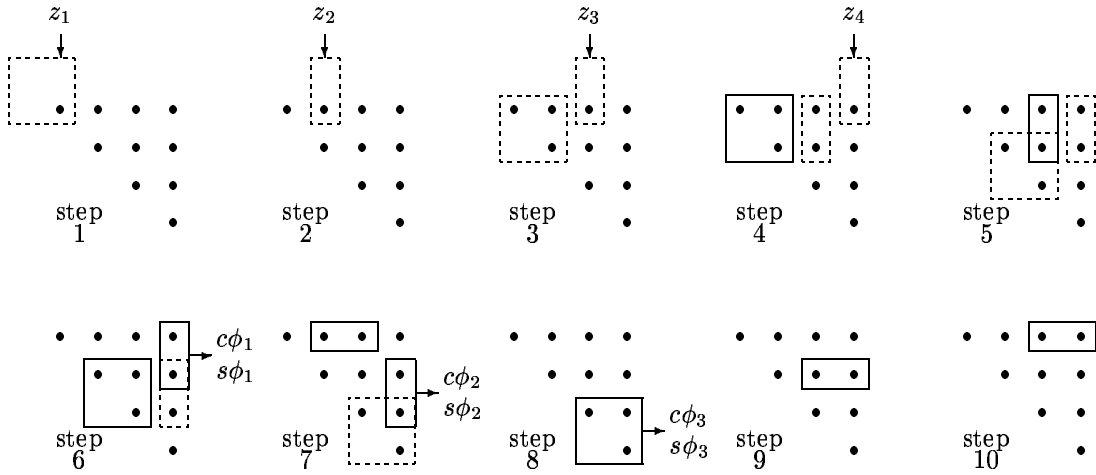 z₁ z₂ z₃ z₄
step step step step step
1 2 3 4 5
cϕ₁
sϕ₁
cϕ₂
sϕ₂
cϕ₃
sϕ₃
step step step step step
6 7 8 9 10